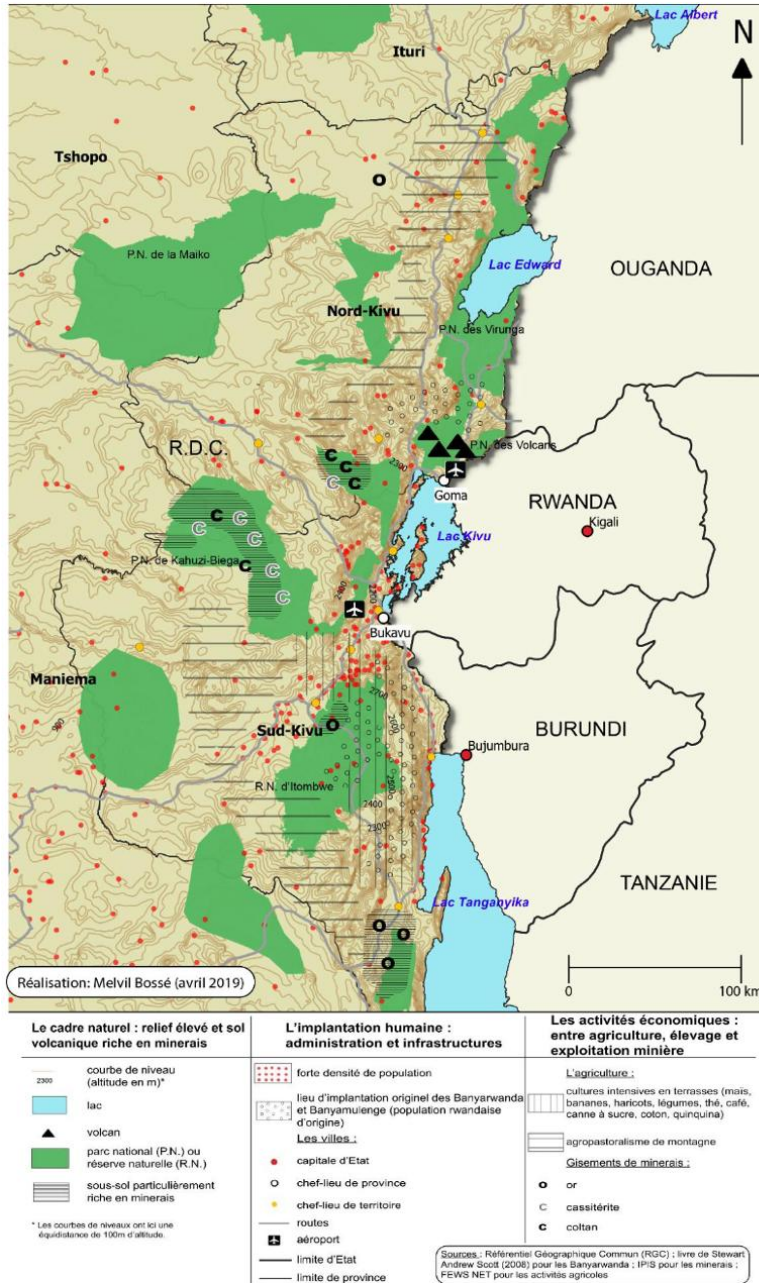 Lac Albert
N
Ituri
Tshopo
O
P.N. de la Maiko
Lac Edward
OUGANDA
Nord-Kivu
P.N. des Virunga
R.D.C.
P.N. des Volcans
2300
C
C
C
C
C
Goma
RWANDA
Kigali
C
C
C
C
Lac Kivu
P.N. de Kahuzi-Biega
C
C
C
2400
2200
Bukavu
Maniema
900
2700
2600
Sud-Kivu
O
BURUNDI
Bujumbura
R.N. d'Itombwe
2500
2400
2300
TANZANIE
Lac Tanganyika
O
O
O
Réalisation: Melvil Bossé (avril 2019)
0 100 km
Le cadre naturel : relief élevé et sol
volcanique riche en minerais
2300
courbe de niveau
(altitude en m)*
lac
volcan
parc national (P.N.) ou
réserve naturelle (R.N.)
sous-sol particulièrement
riche en minerais
* Les courbes de niveaux ont ici une
équidistance de 100m d'altitude.
L'implantation humaine :
administration et infrastructures
forte densité de population
lieu d'implantation originel des Banyarwanda
et Banyamulenge (population rwandaise
d'origine)
Les villes :
capitale d'Etat
chef-lieu de province
chef-lieu de territoire
routes
aéroport
limite d'Etat
limite de province
Les activités économiques :
entre agriculture, élevage et
exploitation minière
L'agriculture :
cultures intensives en terrasses (maïs,
bananes, haricots, légumes, thé, café,
canne à sucre, coton, quinquina)
agropastoralisme de montagne
Gisements de minerais :
O or
C cassitérite
C coltan
Sources : Référentiel Géographique Commun (RGC) ; livre de Stewart
Andrew Scott (2008) pour les Banyarwanda ; IPIS pour les minerais ;
FEWS NET pour les activités agricoles